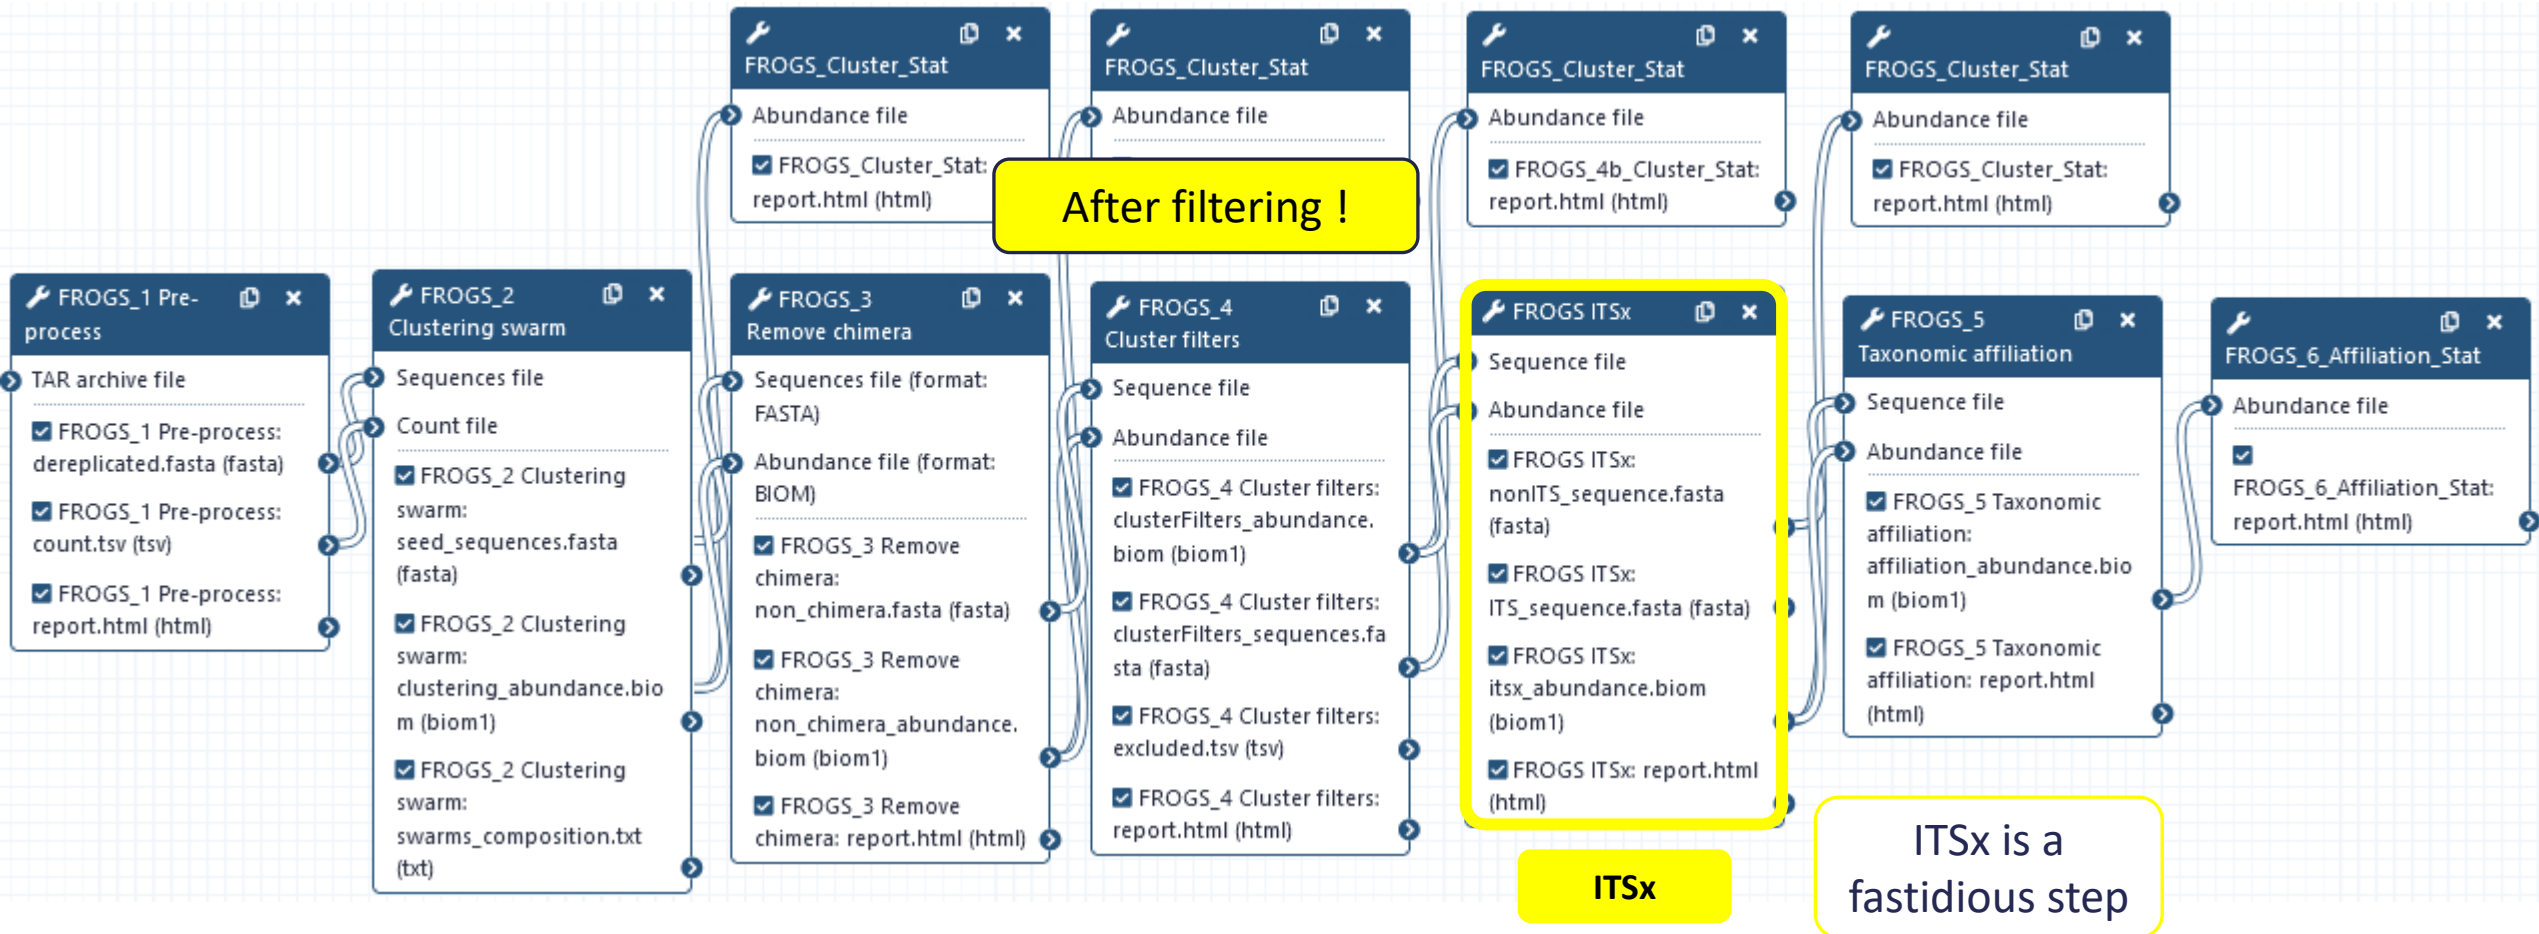 FROGS_Cluster_Stat
Abundance file
FROGS_Cluster_Stat:
report.html (html)
FROGS_Cluster_Stat
Abundance file
After filtering !
FROGS_Cluster_Stat
Abundance file
FROGS_4b_Cluster_Stat:
report.html (html)
FROGS_Cluster_Stat
Abundance file
FROGS_Cluster_Stat:
report.html (html)
FROGS_1 Pre-
process
TAR archive file
FROGS_1 Pre-process:
dereplicated.fasta (fasta)
FROGS_1 Pre-process:
count.tsv (tsv)
FROGS_1 Pre-process:
report.html (html)
FROGS_2
Clustering swarm
Sequences file
Count file
FROGS_2 Clustering
swarm:
seed_sequences.fasta
(fasta)
FROGS_2 Clustering
swarm:
clustering_abundance.bio
m (biom1)
FROGS_2 Clustering
swarm:
swarms_composition.txt
(txt)
FROGS_3
Remove chimera
Sequences file (format:
FASTA)
Abundance file (format:
BIOM)
FROGS_3 Remove
chimera:
non_chimera.fasta (fasta)
FROGS_3 Remove
chimera:
non_chimera_abundance.
biom (biom1)
FROGS_3 Remove
chimera: report.html (html)
FROGS_4
Cluster filters
Sequence file
Abundance file
FROGS_4 Cluster filters:
clusterFilters_abundance.
biom (biom1)
FROGS_4 Cluster filters:
clusterFilters_sequences.fa
sta (fasta)
FROGS_4 Cluster filters:
excluded.tsv (tsv)
FROGS_4 Cluster filters:
report.html (html)
FROGS ITSx
Sequence file
Abundance file
FROGS ITSx:
nonITS_sequence.fasta
(fasta)
FROGS ITSx:
ITS_sequence.fasta (fasta)
FROGS ITSx:
itsx_abundance.biom
(biom1)
FROGS ITSx: report.html
(html)
ITSx
FROGS_5
Taxonomic affiliation
Sequence file
Abundance file
FROGS_5 Taxonomic
affiliation:
affiliation_abundance.bio
m (biom1)
FROGS_5 Taxonomic
affiliation: report.html
(html)
ITSx is a
fastidious step
FROGS_6_Affiliation_Stat
Abundance file
FROGS_6_Affiliation_Stat:
report.html (html)